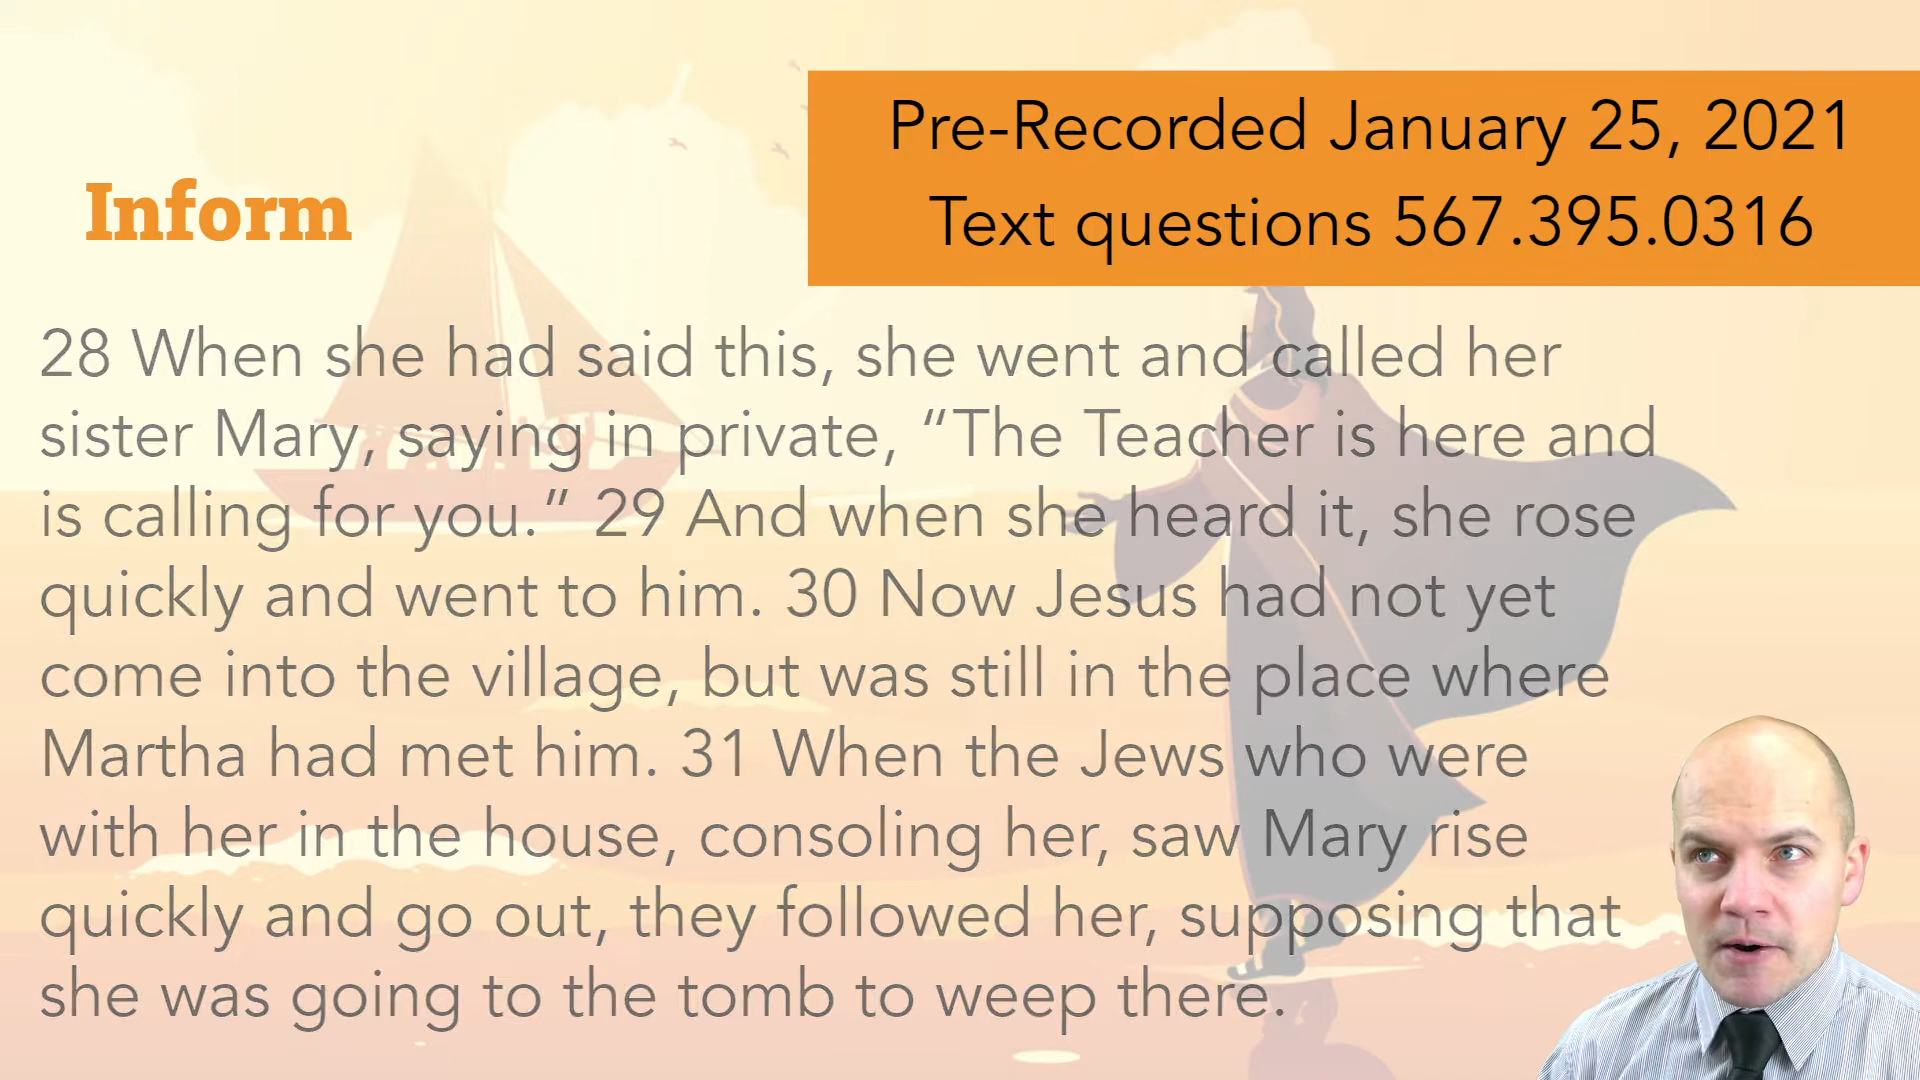 Pre-Recorded January 25, 2021
Text questions 567.395.0316
Inform
28 When she had said this, she went and called her
sister Mary, saying in private, “The Teacher is here and
is calling for you.” 29 And when she heard it, she rose
quickly and went to him. 30 Now Jesus had not yet
come into the village, but was still in the place where
Martha had met him. 31 When the Jews who were
with her in the house, consoling her, saw Mary rise
quickly and go out, they followed her, supposing that
she was going to the tomb to weep there.